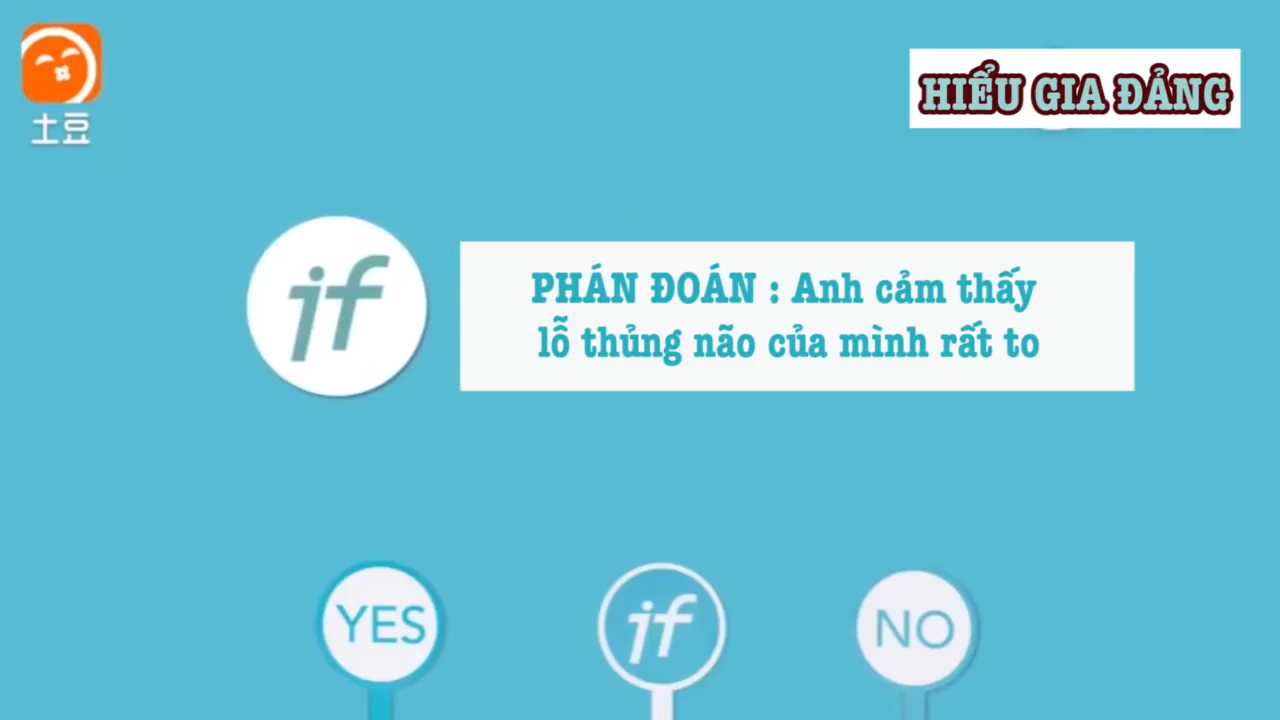 土豆
HIỂU GIA ĐẢNG
if
PHÁN ĐOÁN : Anh cảm thấy
lỗ thủng não của mình rất to
YES
if
NO